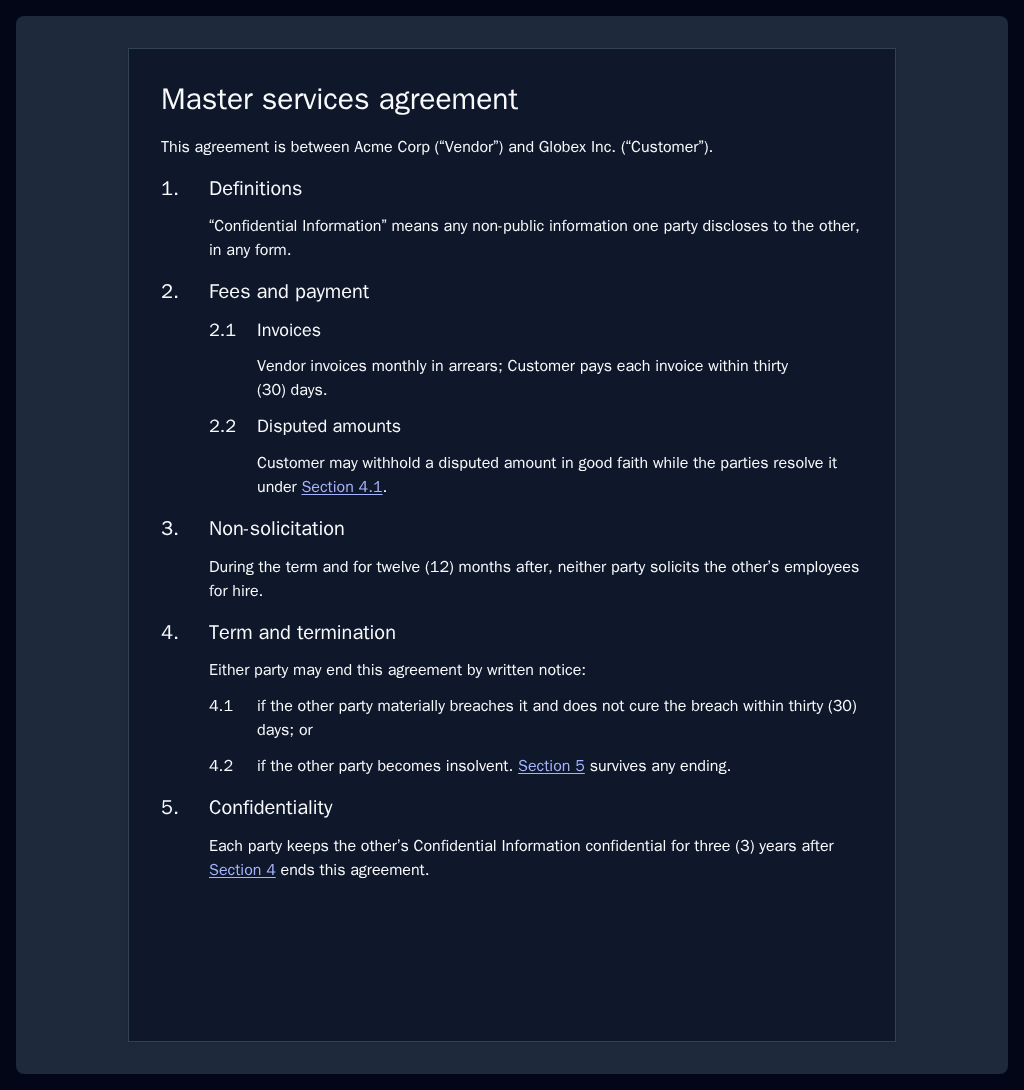 Master services agreement
This agreement is between Acme Corp (“Vendor”) and Globex Inc. (“Customer”).
1. Definitions
“Confidential Information” means any non-public information one party discloses to the other,
in any form.
2. Fees and payment
2.1 Invoices
Vendor invoices monthly in arrears; Customer pays each invoice within thirty
(30) days.
2.2 Disputed amounts
Customer may withhold a disputed amount in good faith while the parties resolve it
under Section 4.1.
3. Non-solicitation
During the term and for twelve (12) months after, neither party solicits the other’s employees
for hire.
4. Term and termination
Either party may end this agreement by written notice:
4.1 if the other party materially breaches it and does not cure the breach within thirty (30)
days; or
4.2 if the other party becomes insolvent. Section 5 survives any ending.
5. Confidentiality
Each party keeps the other’s Confidential Information confidential for three (3) years after
Section 4 ends this agreement.